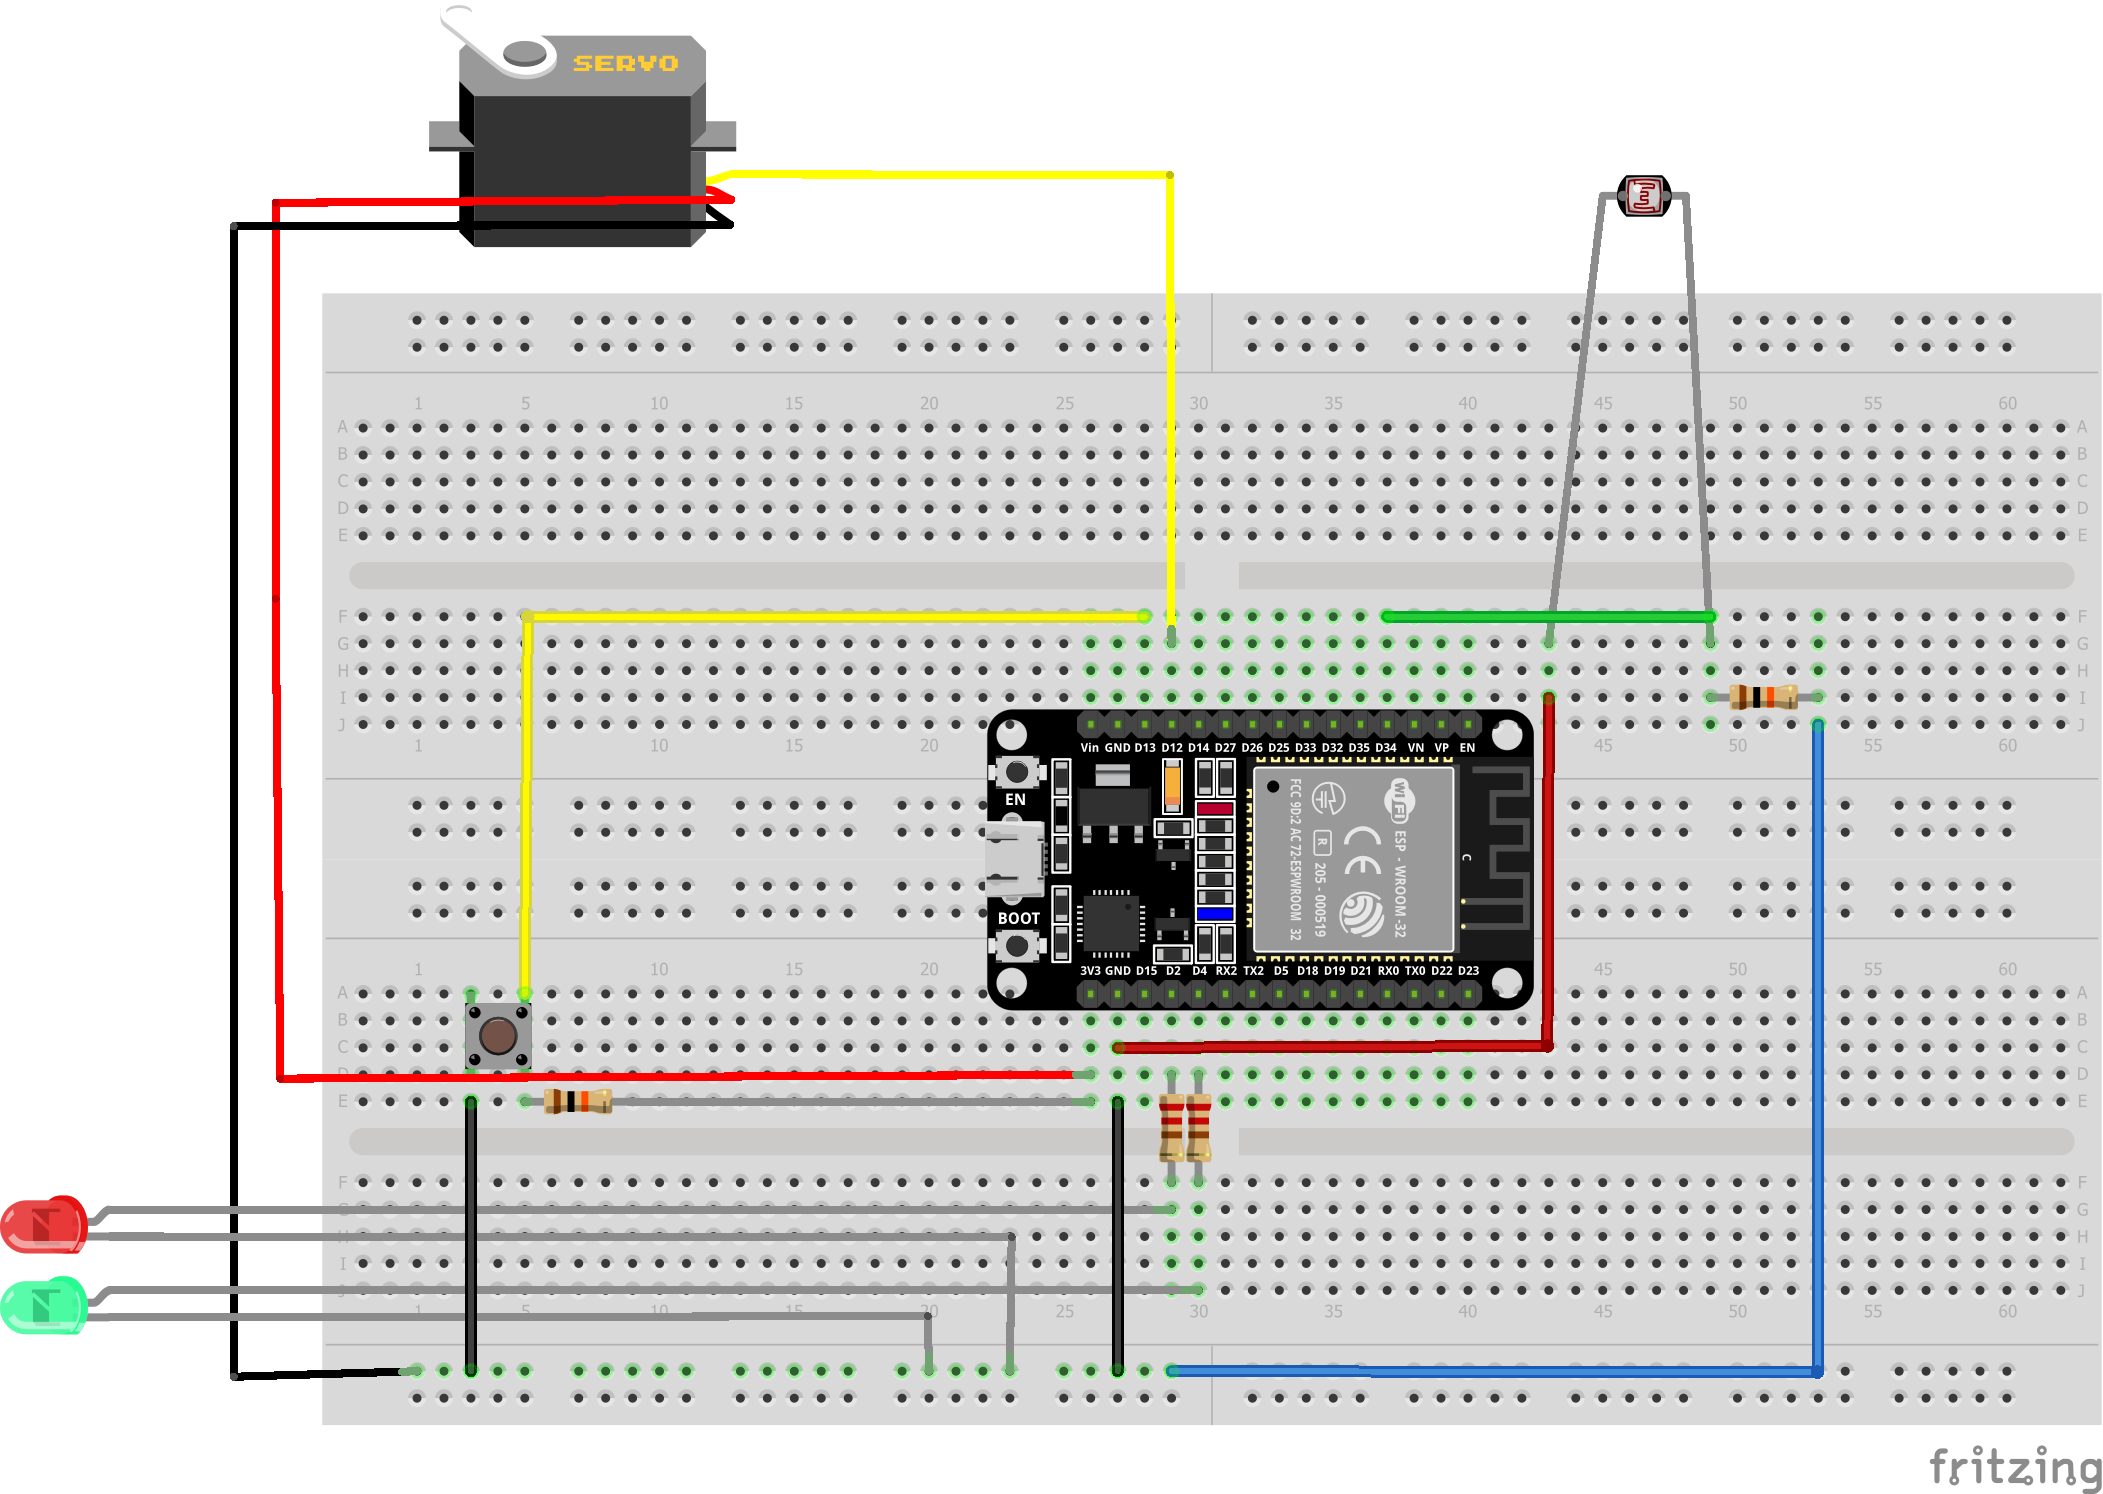 SERVO
1 5 10 15 20 25 30 35 40 45 50 55 60
A A
B B
C C
D D
E E
F F
G G
H H
I I
J J
1 10 15 20 45 50 55 60
Vin GND D13 D12 D14 D27 D26 D25 D33 D32 D35 D34 VN VP EN
EN
WiFi
FCC 9D:2 AC 72-ESPWROOM 32
R
205 - 000519
CE
FC
ESP - WROOM -32
C
BOOT
3V3 GND D15 D2 D4 RX2 TX2 D5 D18 D19 D21 RX0 TX0 D22 D23
1 10 15 20 45 50 55 60
A A
B B
C C
D D
E E
F F
G G
H H
I I
J J
1 5 10 15 20 25 30 35 40 45 50 55 60
fritzing